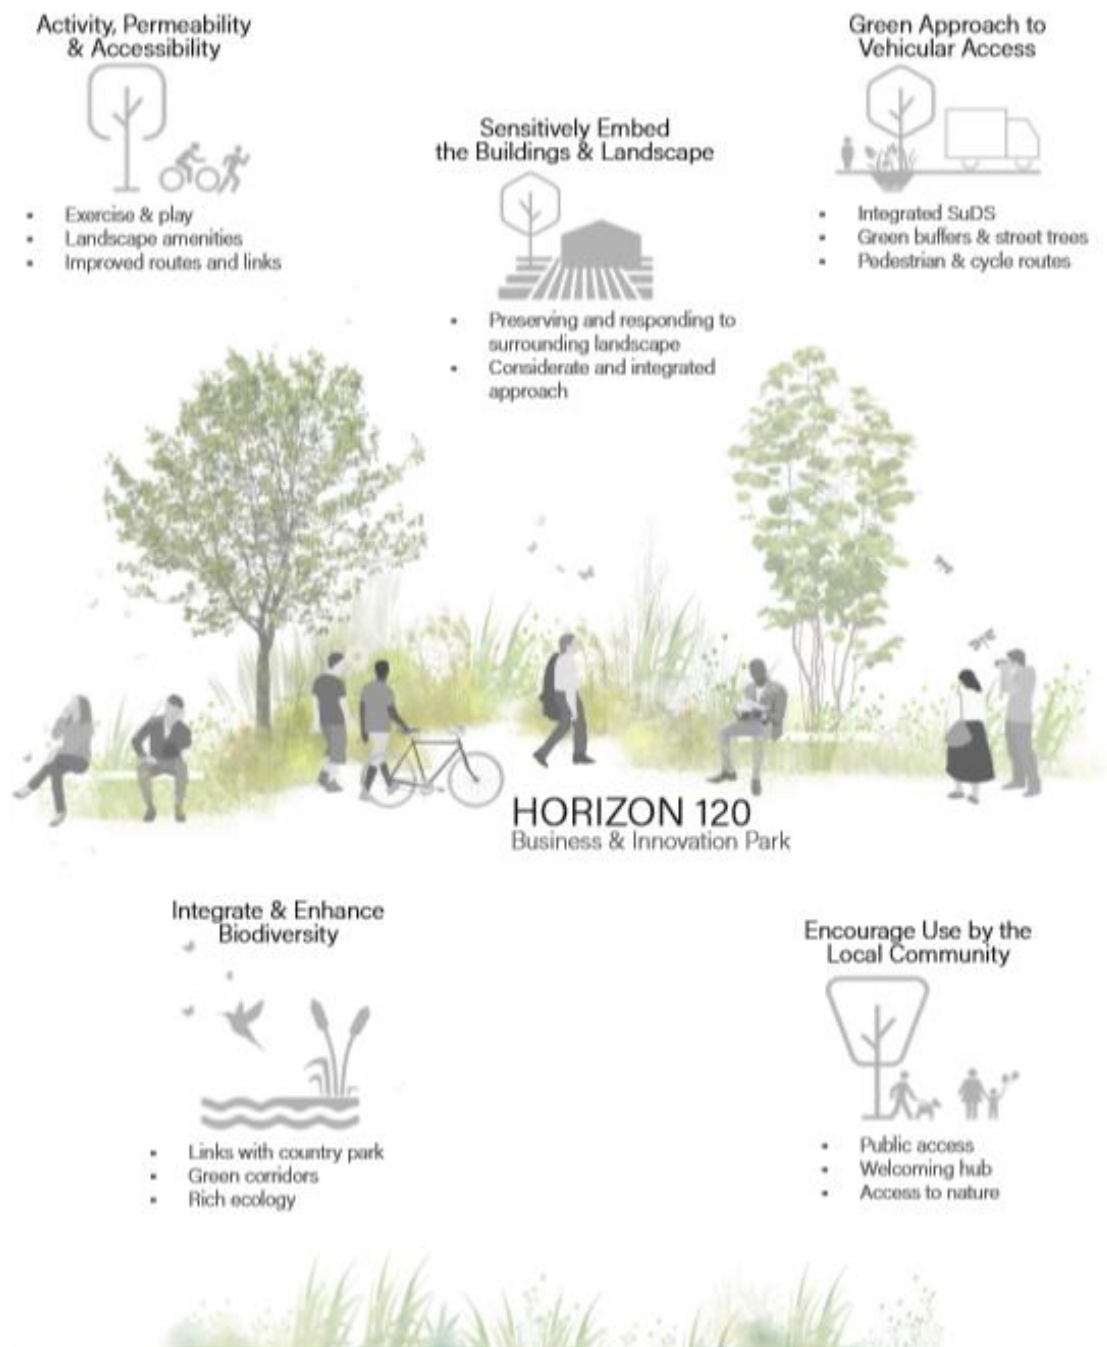 Activity, Permeability
& Accessibility
• Exercise & play
• Landscape amenities
• Improved routes and links
Sensitively Embed
the Buildings & Landscape
• Preserving and responding to
surrounding landscape
• Considerate and integrated
approach
Green Approach to
Vehicular Access
• Integrated SuDS
• Green buffers & street trees
• Pedestrian & cycle routes
HORIZON 120
Business & Innovation Park
Integrate & Enhance
Biodiversity
• Links with country park
• Green corridors
• Rich ecology
Encourage Use by the
Local Community
• Public access
• Welcoming hub
• Access to nature